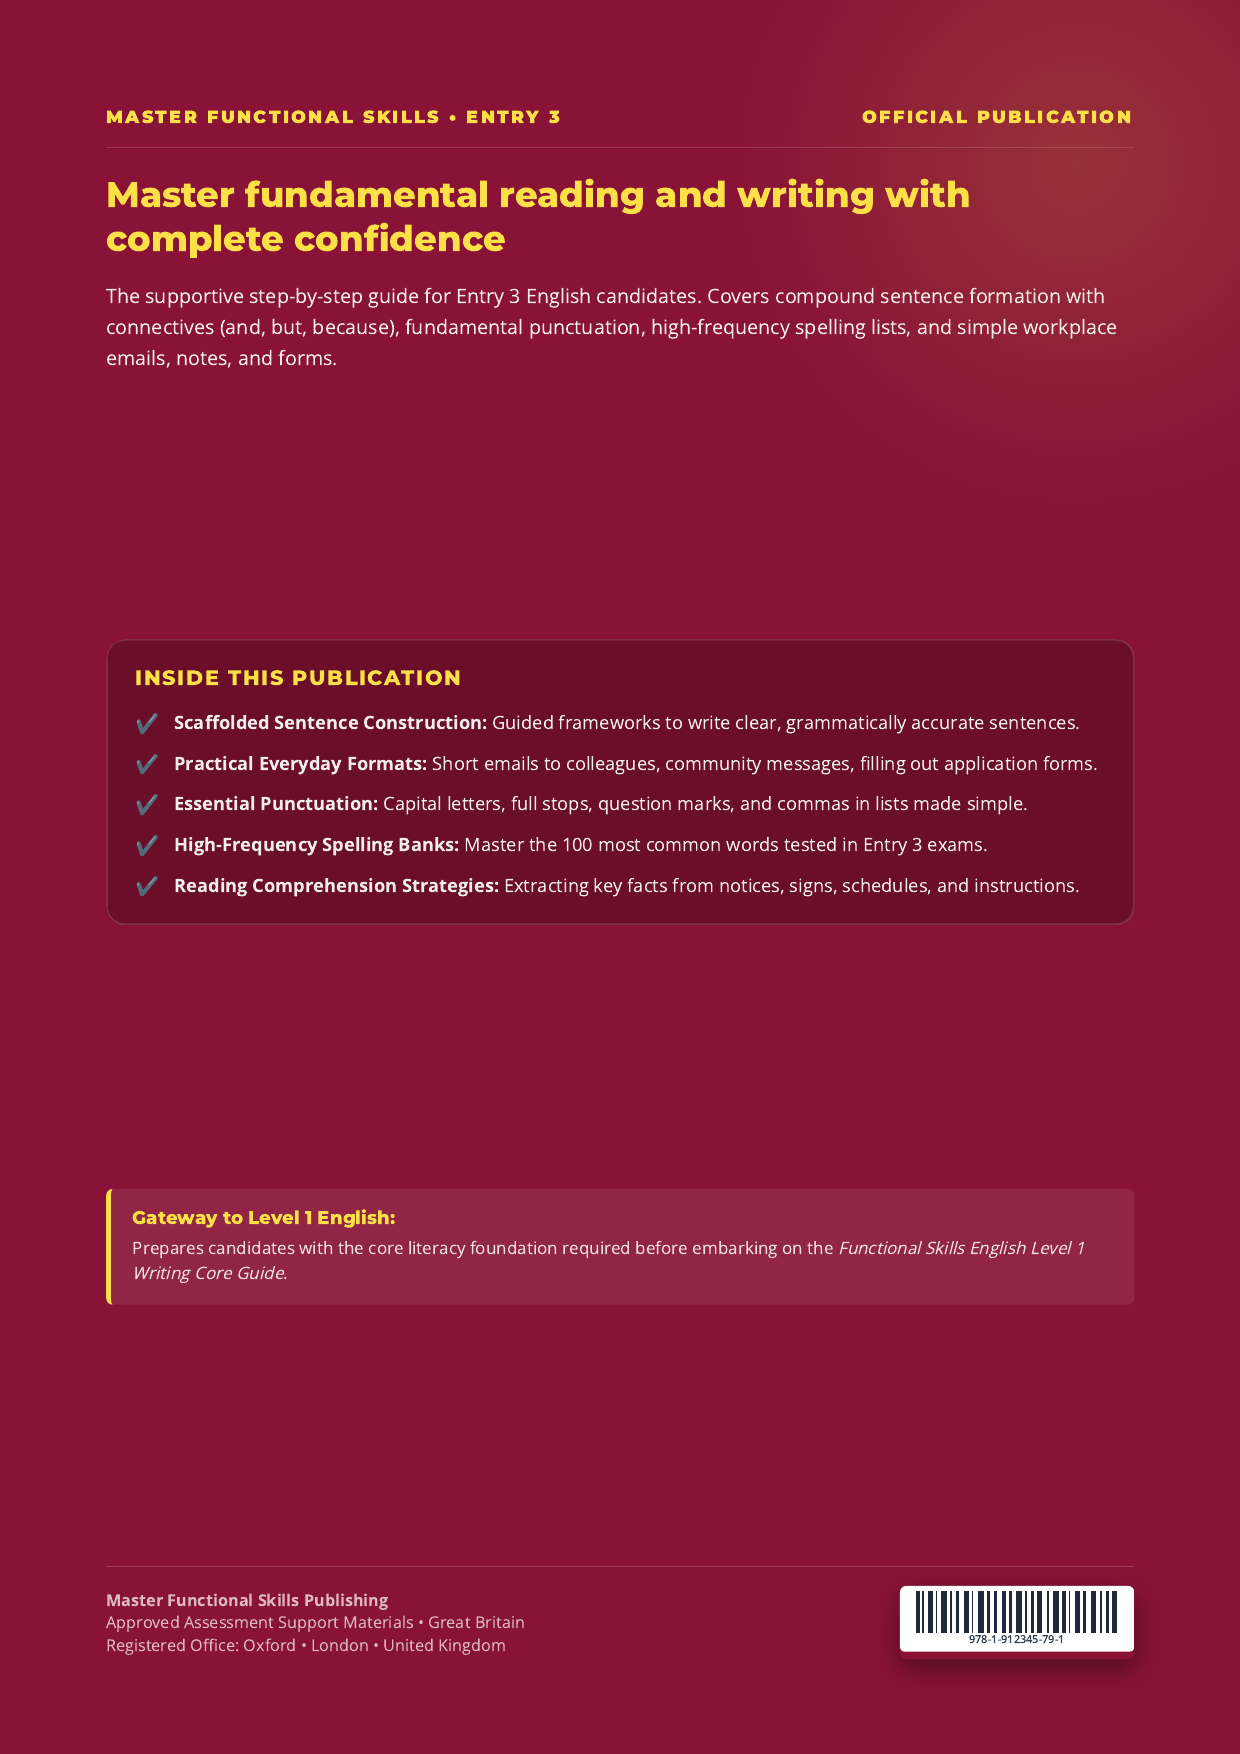 MASTER FUNCTIONAL SKILLS • ENTRY 3
OFFICIAL PUBLICATION
Master fundamental reading and writing with
complete confidence
The supportive step-by-step guide for Entry 3 English candidates. Covers compound sentence formation with
connectives (and, but, because), fundamental punctuation, high-frequency spelling lists, and simple workplace
emails, notes, and forms.
INSIDE THIS PUBLICATION
✔ Scaffolded Sentence Construction: Guided frameworks to write clear, grammatically accurate sentences.
✔ Practical Everyday Formats: Short emails to colleagues, community messages, filling out application forms.
✔ Essential Punctuation: Capital letters, full stops, question marks, and commas in lists made simple.
✔ High-Frequency Spelling Banks: Master the 100 most common words tested in Entry 3 exams.
✔ Reading Comprehension Strategies: Extracting key facts from notices, signs, schedules, and instructions.
Gateway to Level 1 English:
Prepares candidates with the core literacy foundation required before embarking on the Functional Skills English Level 1
Writing Core Guide.
Master Functional Skills Publishing
Approved Assessment Support Materials • Great Britain
Registered Office: Oxford • London • United Kingdom
978-1-912345-79-1